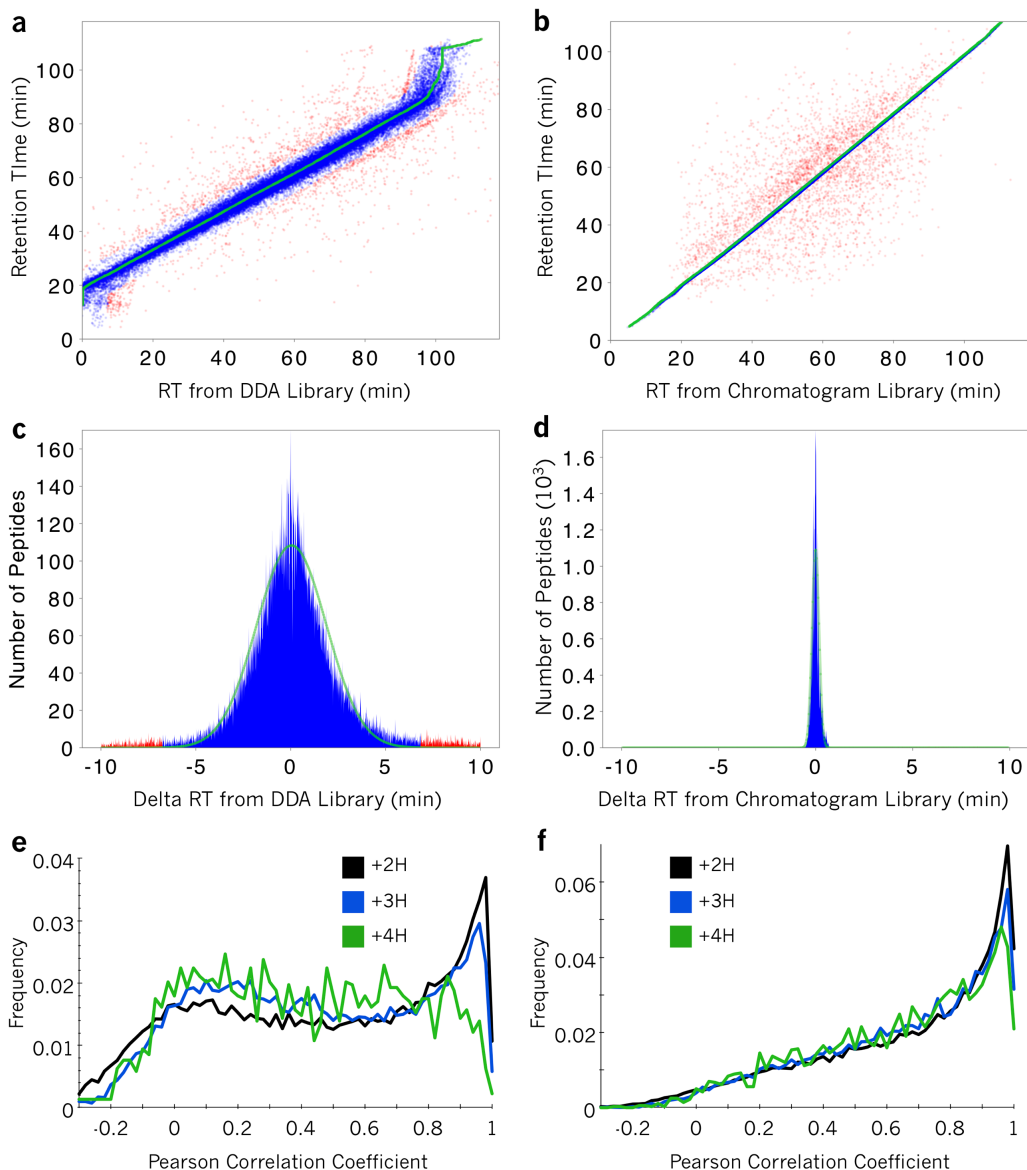 a
Retention TIme (min)
100
80
60
40
20
0
0 20 40 60 80 100
RT from DDA Library (min)
b
Retention Time (min)
100
80
60
40
20
0
0 20 40 60 80 100
RT from Chromatogram Library (min)
c
Number of Peptides
160
140
120
100
80
60
40
20
0
-10 -5 0 5 10
Delta RT from DDA Library (min)
d
Number of Peptides (10³)
1.6
1.4
1.2
1.0
0.8
0.6
0.4
0.2
0.0
-10 -5 0 5 10
Delta RT from Chromatogram Library (min)
e
Frequency
0.04
0.03
0.02
0.01
0
+2H
+3H
+4H
-0.2 0 0.2 0.4 0.6 0.8 1
Pearson Correlation Coefficient
f
Frequency
0.06
0.04
0.02
0
+2H
+3H
+4H
-0.2 0 0.2 0.4 0.6 0.8 1
Pearson Correlation Coefficient